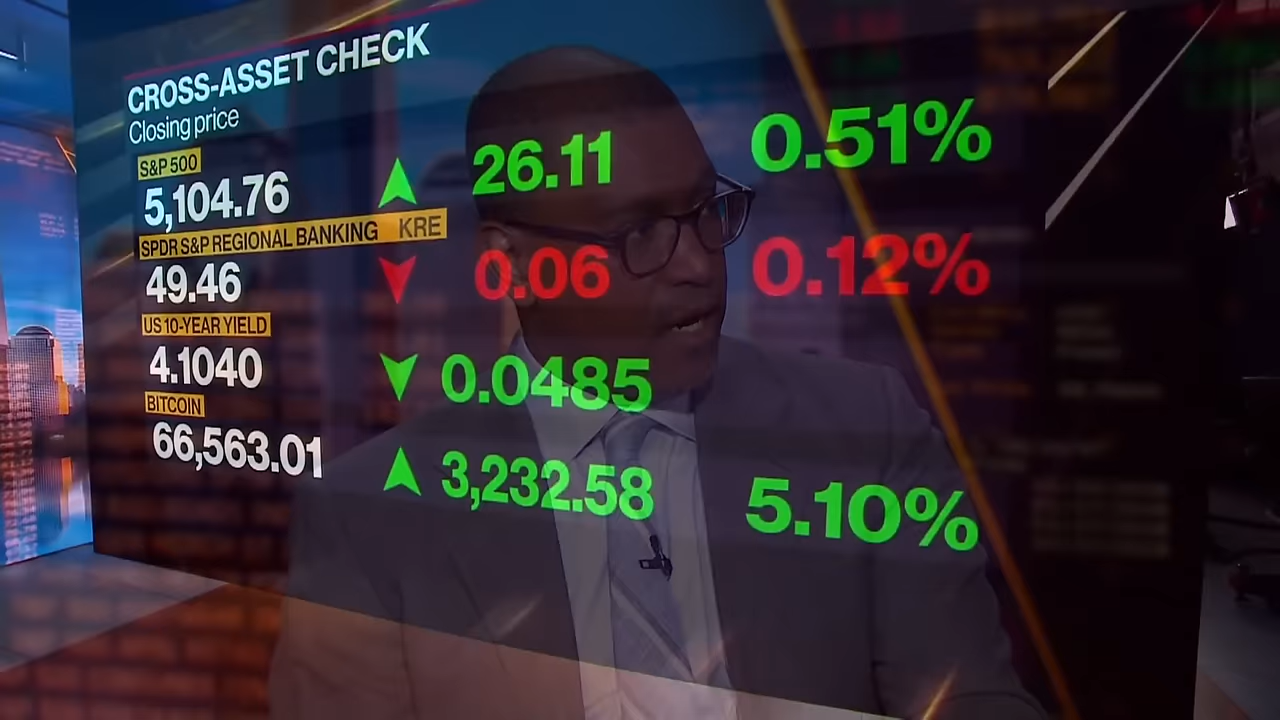 CROSS-ASSET CHECK
Closing price
S&P 500
5,104.76 ▲ 26.11 0.51%
SPDR S&P REGIONAL BANKING KRE
49.46 ▼ 0.06 0.12%
US 10-YEAR YIELD
4.1040 ▼ 0.0485
BITCOIN
66,563.01 ▲ 3,232.58 5.10%